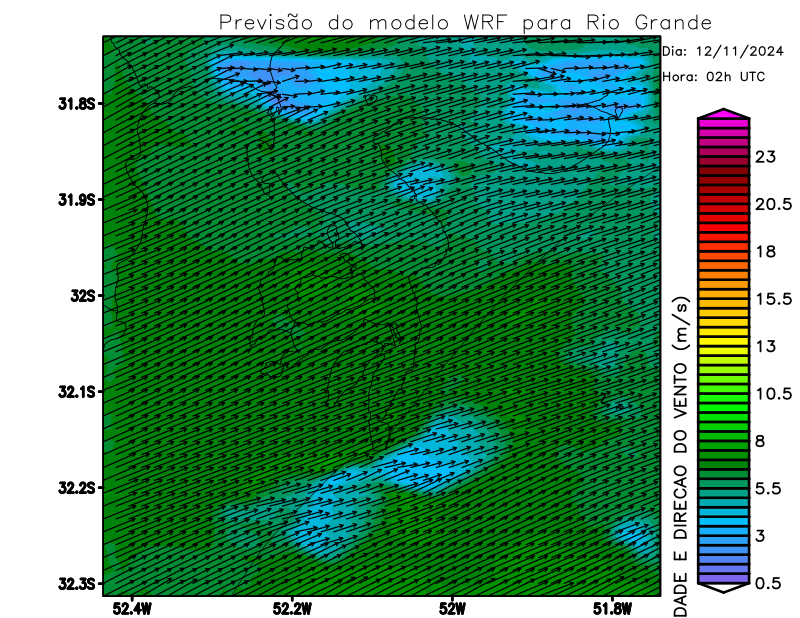 Previsão do modelo WRF para Rio Grande
Dia: 12/11/2024
Hora: 02h UTC
31.8S
31.9S
32S
32.1S
32.2S
32.3S
52.4W
52.2W
52W
51.8W
DADE E DIRECAO DO VENTO (m/s)
23
20.5
18
15.5
13
10.5
8
5.5
3
0.5